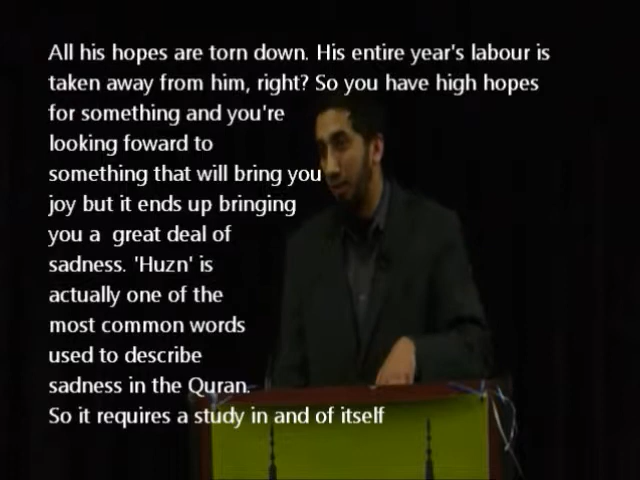 All his hopes are torn down. His entire year's labour is
taken away from him, right? So you have high hopes
for something and you're
looking foward to
something that will bring you
joy but it ends up bringing
you a  great deal of
sadness. 'Huzn' is
actually one of the
most common words
used to describe
sadness in the Quran.
So it requires a study in and of itself